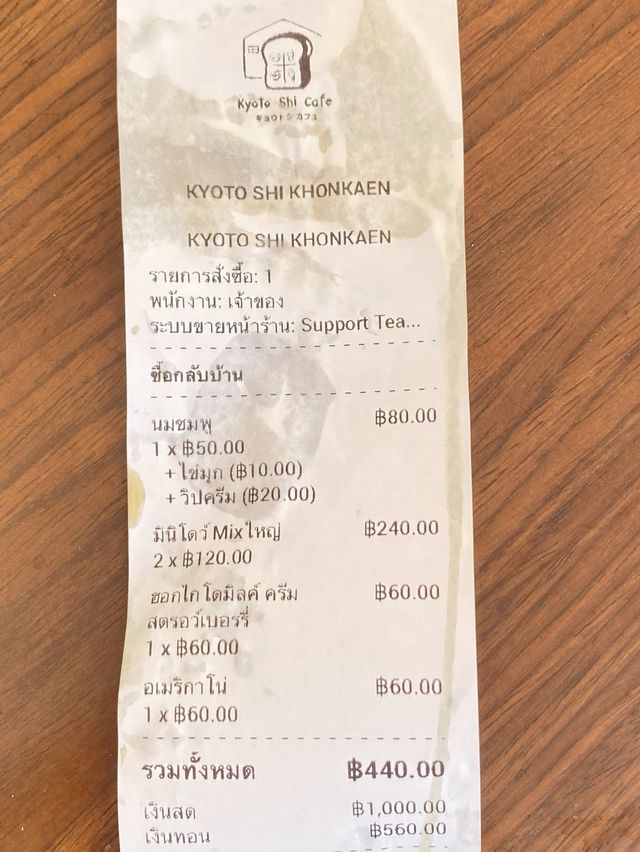 Kyoto Shi Cafe
キョウトシカフェ
KYOTO SHI KHONKAEN
KYOTO SHI KHONKAEN
รายการสั่งซื้อ: 1
พนักงาน: เจ้าของ
ระบบขายหน้าร้าน: Support Tea...
ซื้อกลับบ้าน
นมชมพู ฿80.00
1 x ฿50.00
+ ไข่มุก (฿10.00)
+ วิปครีม (฿20.00)
มินิโดว์ Mixใหญ่ ฿240.00
2 x ฿120.00
ฮอกไกโดมิลค์ ครีม ฿60.00
สตรอว์เบอร์รี่
1 x ฿60.00
อเมริกาโน่ ฿60.00
1 x ฿60.00
รวมทั้งหมด ฿440.00
เงินสด ฿1,000.00
เงินทอน ฿560.00